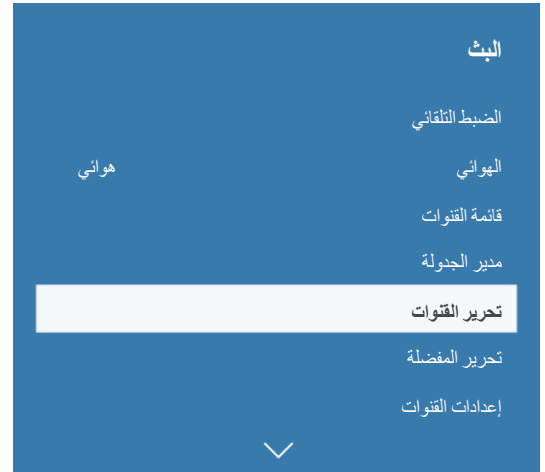 البث
الضبط التلقائي
الهوائي هوائي
قائمة القنوات
مدير الجدولة
تحرير القنوات
تحرير المفضلة
إعدادات القنوات